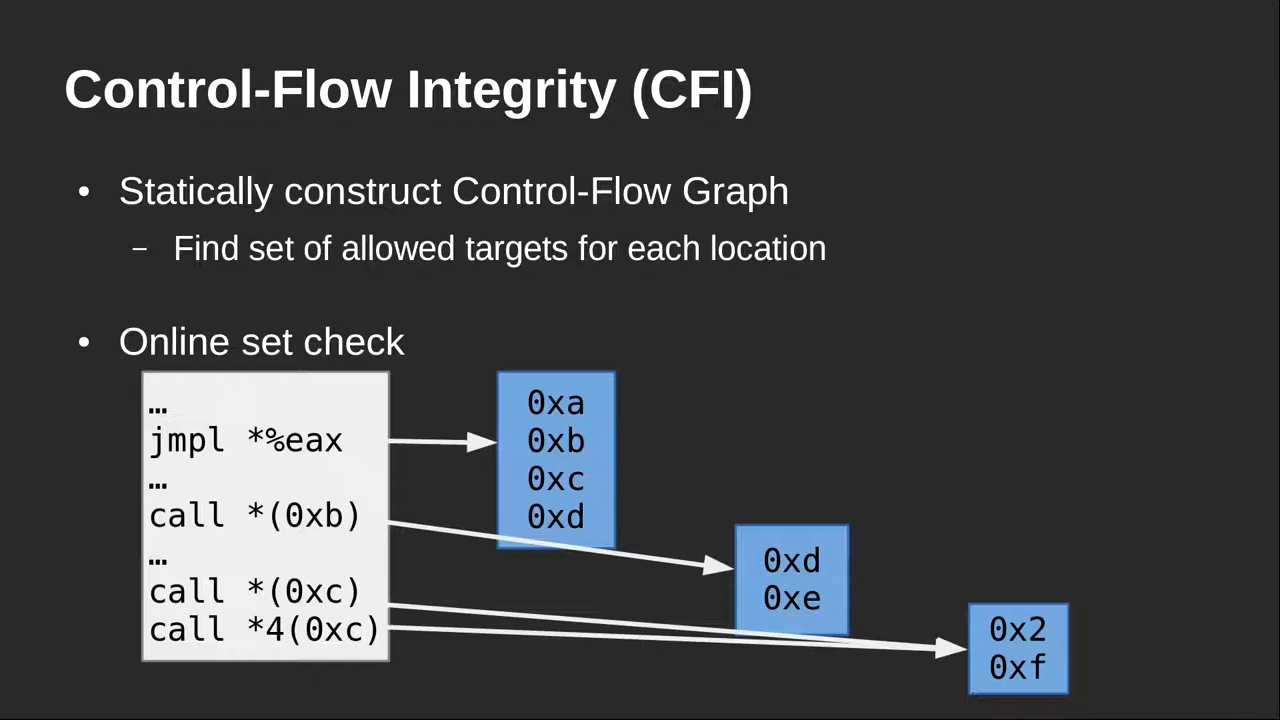 Control-Flow Integrity (CFI)
• Statically construct Control-Flow Graph
– Find set of allowed targets for each location
• Online set check
…
jmpl *%eax
…
call *(0xb)
…
call *(0xc)
call *4(0xc)
0xa
0xb
0xc
0xd
0xd
0xe
0x2
0xf